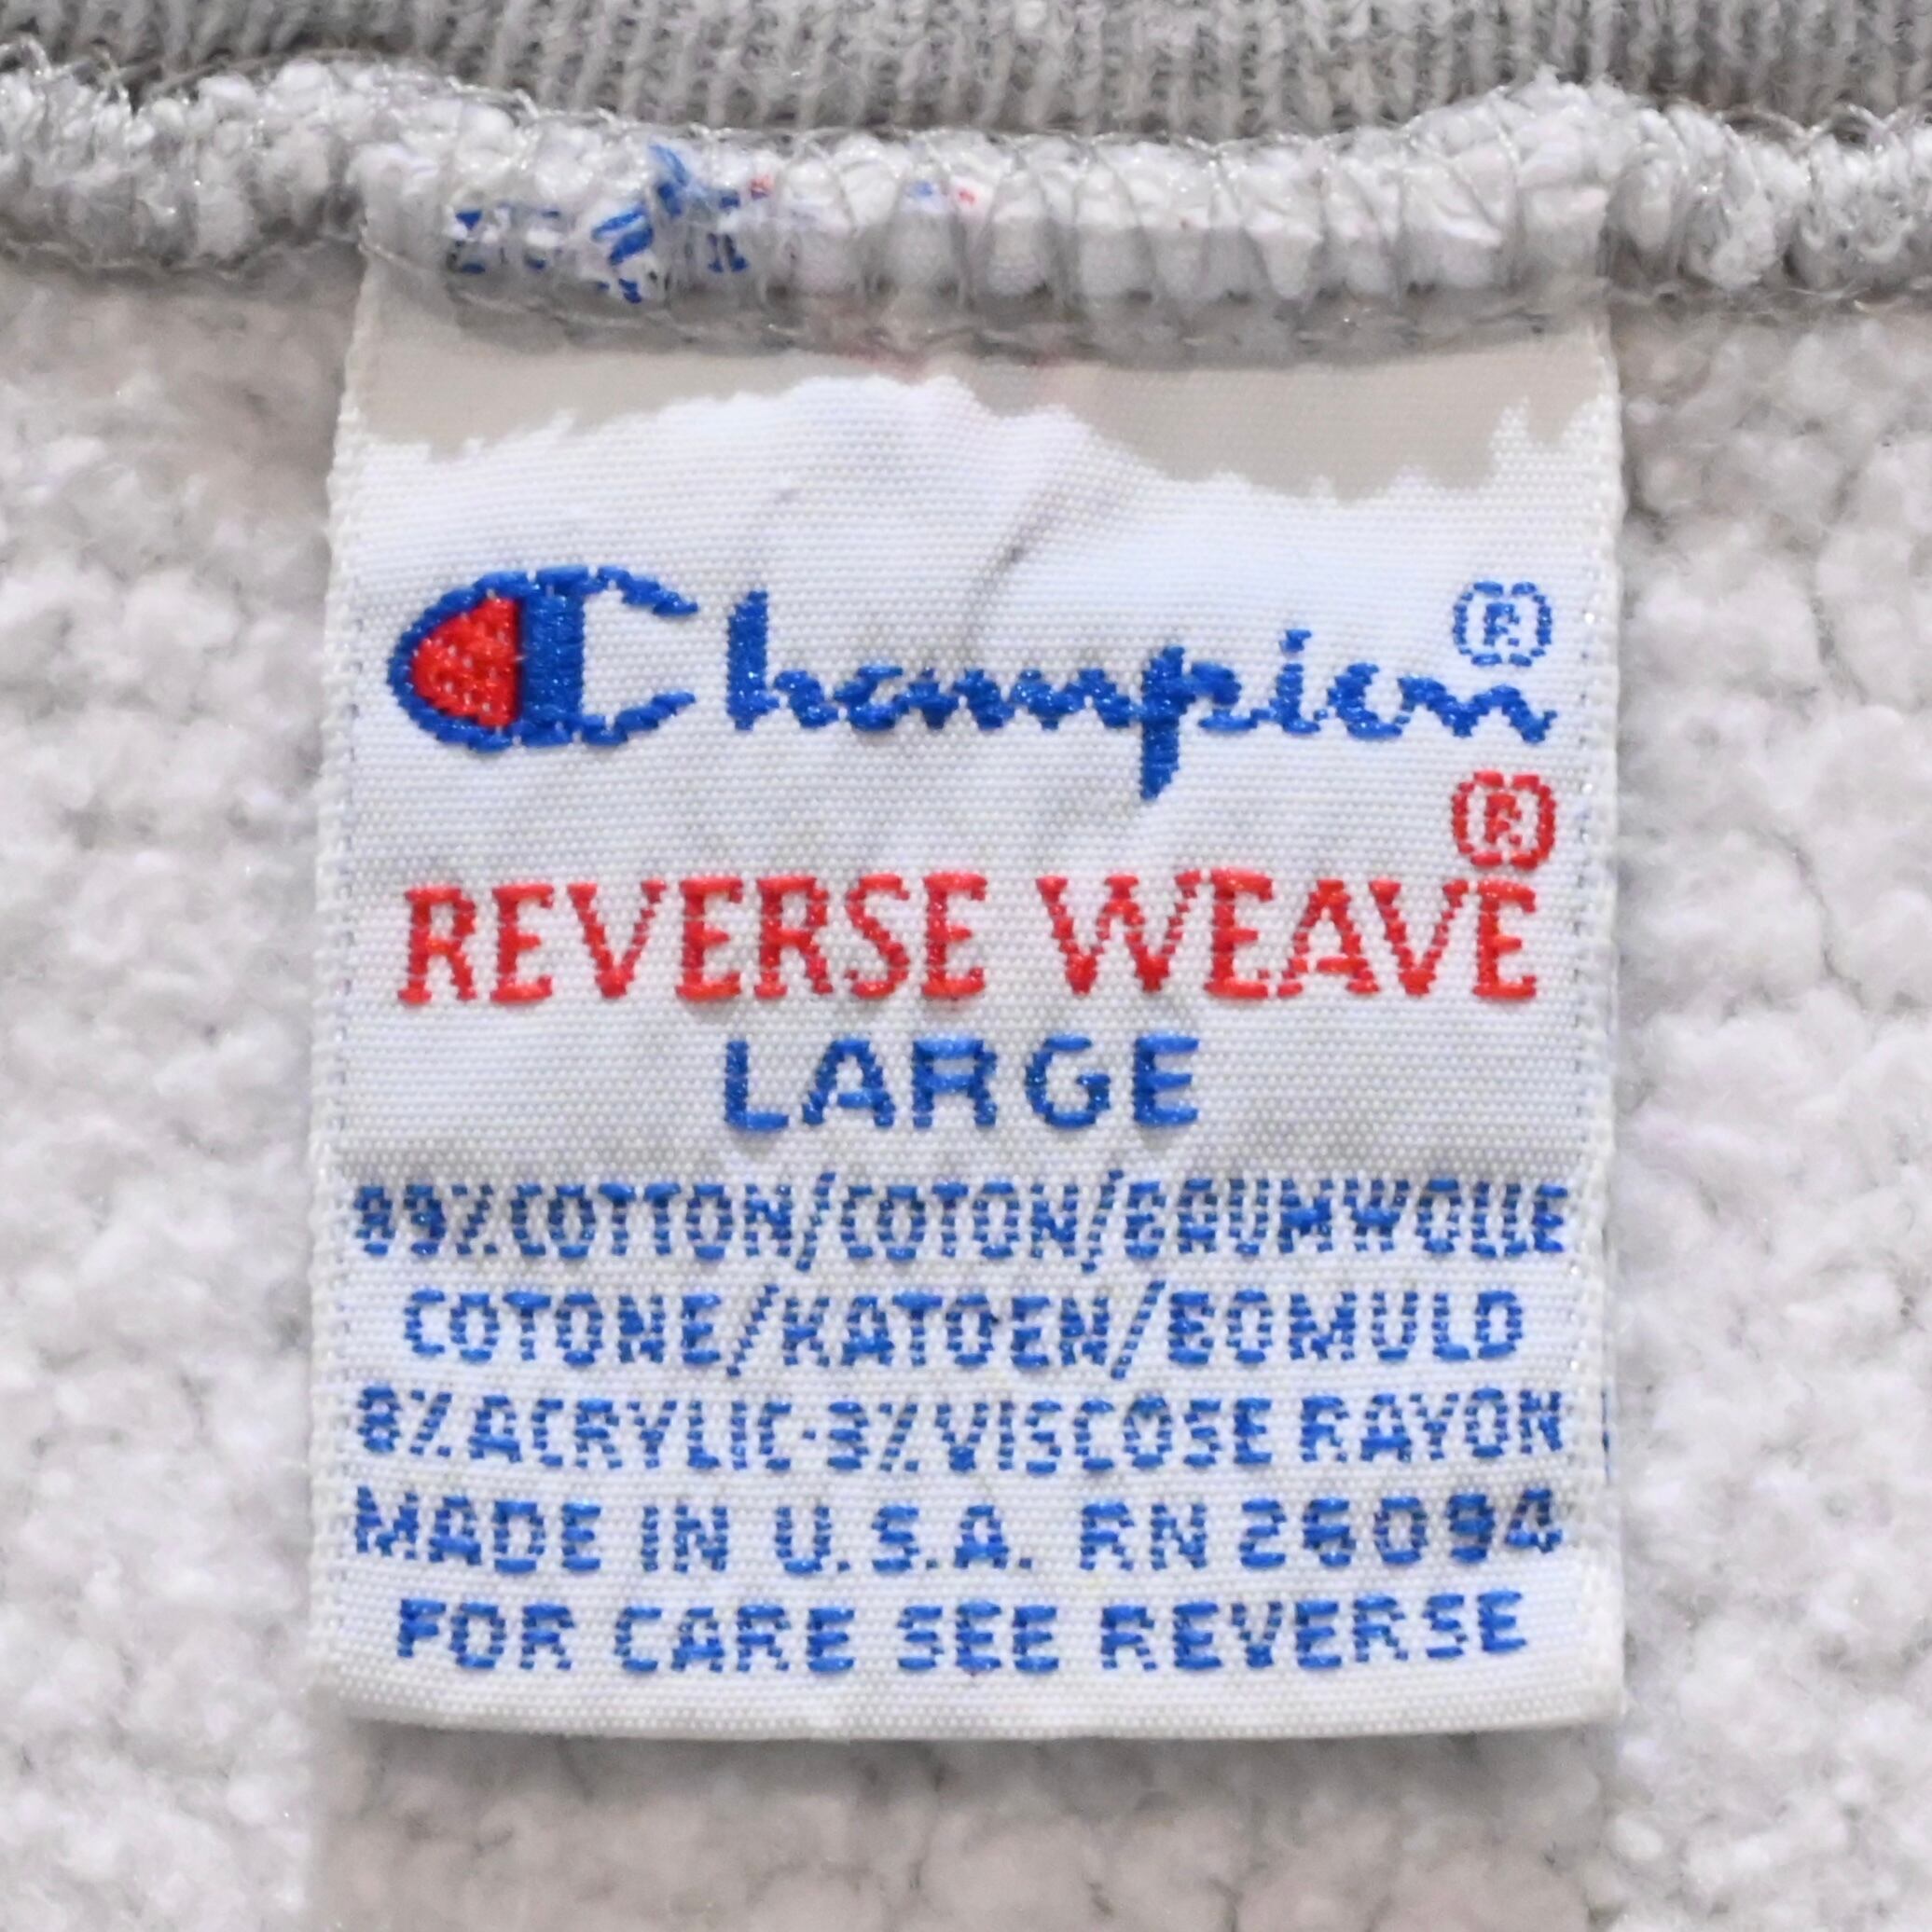 Champion®
®
REVERSE WEAVE
LARGE
89% COTTON/COTON/BAUMWOLLE
COTONE/KATOEN/BOMULD
8% ACRYLIC-3% VISCOSE RAYON
MADE IN U.S.A. RN 26094
FOR CARE SEE REVERSE